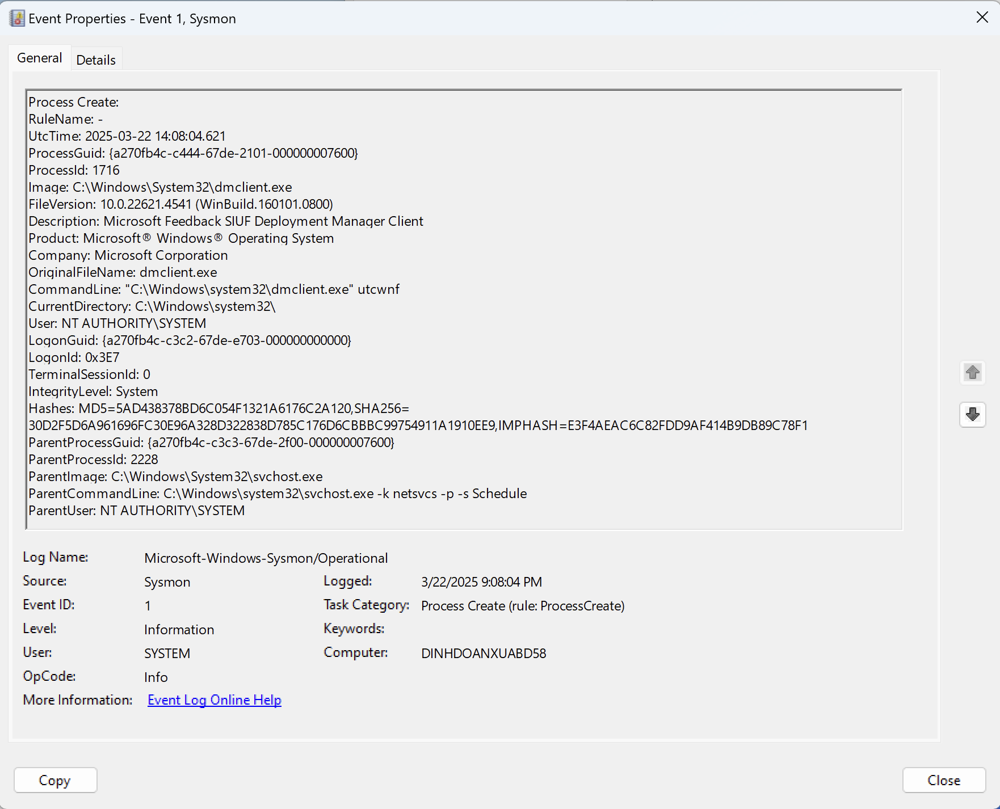 Event Properties - Event 1, Sysmon
General
Details
Process Create:
RuleName: -
UtcTime: 2025-03-22 14:08:04.621
ProcessGuid: {a270fb4c-c444-67de-2101-000000007600}
ProcessId: 1716
Image: C:\Windows\System32\dmclient.exe
FileVersion: 10.0.22621.4541 (WinBuild.160101.0800)
Description: Microsoft Feedback SIUF Deployment Manager Client
Product: Microsoft® Windows® Operating System
Company: Microsoft Corporation
OriginalFileName: dmclient.exe
CommandLine: "C:\Windows\system32\dmclient.exe" utcwnf
CurrentDirectory: C:\Windows\system32\
User: NT AUTHORITY\SYSTEM
LogonGuid: {a270fb4c-c3c2-67de-e703-000000000000}
LogonId: 0x3E7
TerminalSessionId: 0
IntegrityLevel: System
Hashes: MD5=5AD438378BD6C054F1321A6176C2A120,SHA256=
30D2F5D6A961696FC30E96A328D322838D785C176D6CBBBC99754911A1910EE9,IMPHASH=E3F4AEAC6C82FDD9AF414B9DB89C78F1
ParentProcessGuid: {a270fb4c-c3c3-67de-2f00-000000007600}
ParentProcessId: 2228
ParentImage: C:\Windows\System32\svchost.exe
ParentCommandLine: C:\Windows\system32\svchost.exe -k netsvcs -p -s Schedule
ParentUser: NT AUTHORITY\SYSTEM
Log Name: Microsoft-Windows-Sysmon/Operational
Source: Sysmon Logged: 3/22/2025 9:08:04 PM
Event ID: 1 Task Category: Process Create (rule: ProcessCreate)
Level: Information Keywords:
User: SYSTEM Computer: DINHDOANXUABD58
OpCode: Info
More Information: Event Log Online Help
Copy
Close